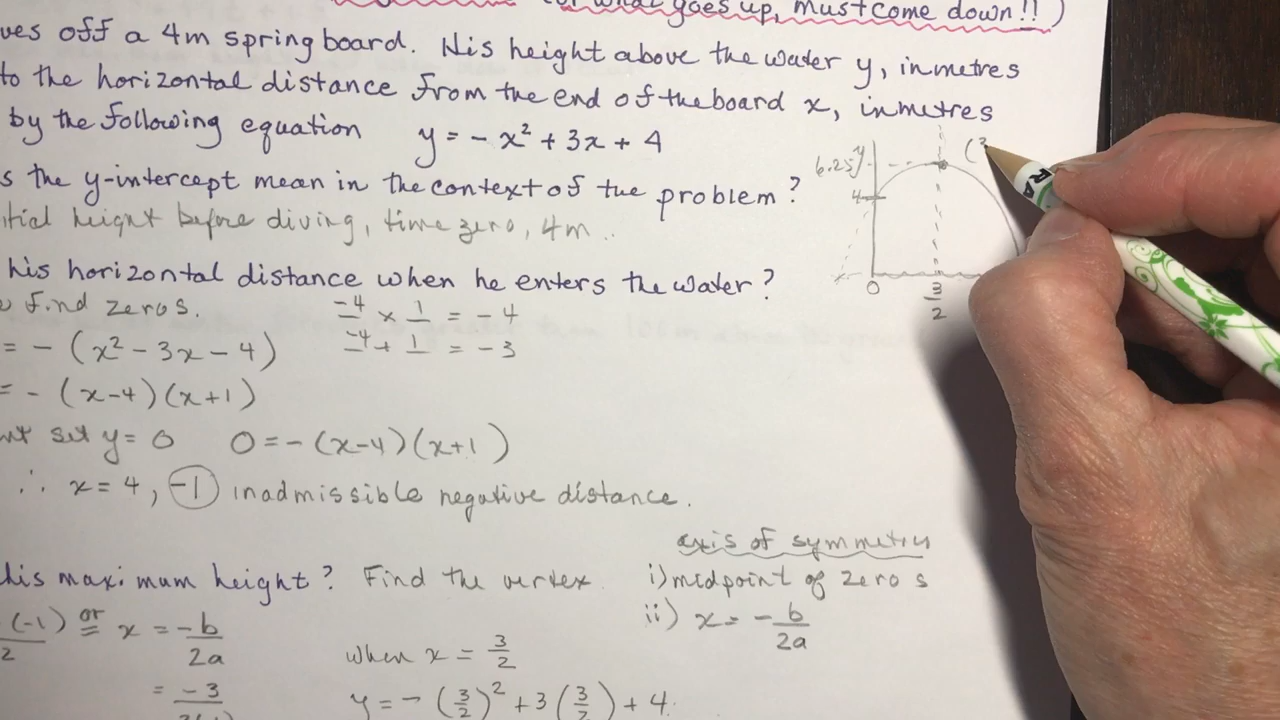 what goes up, must come down!! )
ves off a 4m springboard. His height above the water y, in metres
to the horizontal distance from the end of the board x, in metres
by the following equation y = - x² + 3x + 4
s the y-intercept mean in the context of the problem?
itial height before diving, time zero, 4m..
his horizontal distance when he enters the water?
find zeros.
-4 × 1 = -4
-4 + 1 = -3
= - (x² - 3x - 4)
= - (x-4)(x+1)
set y = 0 0 = - (x-4)(x+1)
∴ x = 4, -1 inadmissible negative distance.
his maximum height? Find the vertex
axis of symmetry
i) midpoint of zeros
ii) x = - b/2a
(-1)/2 or x = -b/2a
= -3
when x = 3/2
y = - (3/2)² + 3(3/2) + 4
y
6.25
4
0
3/2
(3
RA